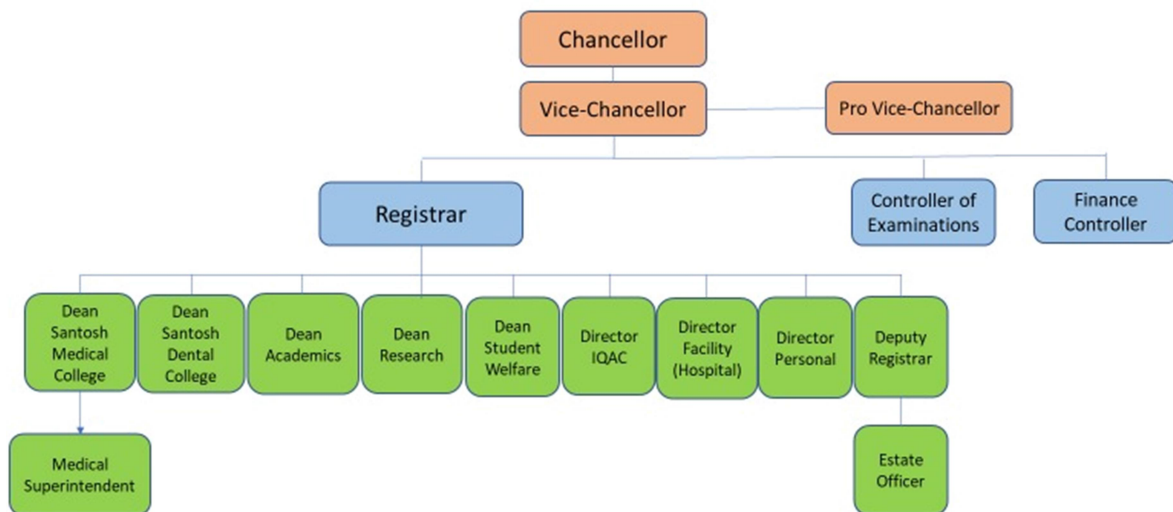 Chancellor
Vice-Chancellor
Pro Vice-Chancellor
Registrar
Controller of
Examinations
Finance
Controller
Dean
Santosh
Medical
College
Dean
Santosh
Dental
College
Dean
Academics
Dean
Research
Dean
Student
Welfare
Director
IQAC
Director
Facility
(Hospital)
Director
Personal
Deputy
Registrar
Medical
Superintendent
Estate
Officer